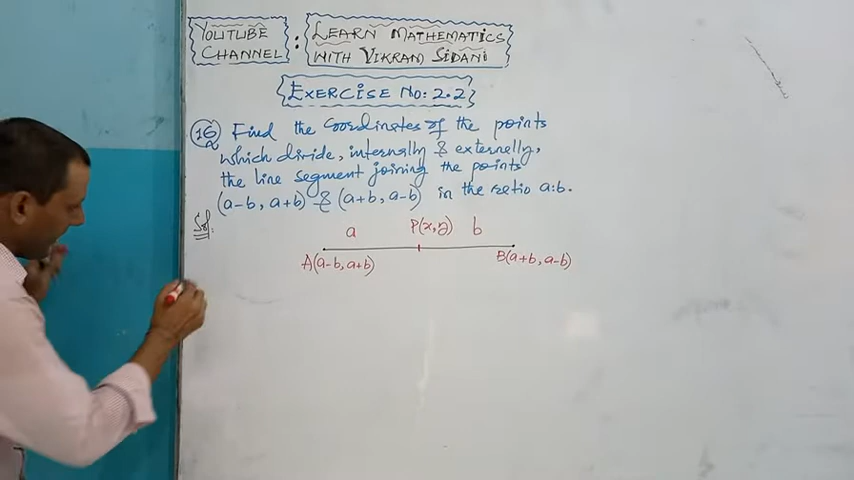 YOUTUBE CHANNEL : LEARN MATHEMATICS WITH VIKRAM SIDANI
EXERCISE NO: 2.2
16 Find the coordinates of the points
which divide, internally & externally,
the line segment joining the points
(a-b, a+b) & (a+b, a-b) in the ratio a:b.
Sol:
a P(x,y) b
A(a-b, a+b) B(a+b, a-b)